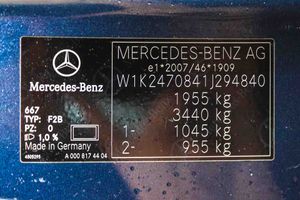 MERCEDES-BENZ AG
e1*2007/46*1909
W1K2470841J294840
1955 kg
3440 kg
1- 1045 kg
2- 955 kg
Mercedes-Benz
667
TYP: F2B
PZ: 0
1,0 %
Made in Germany
A 000 817 44 04